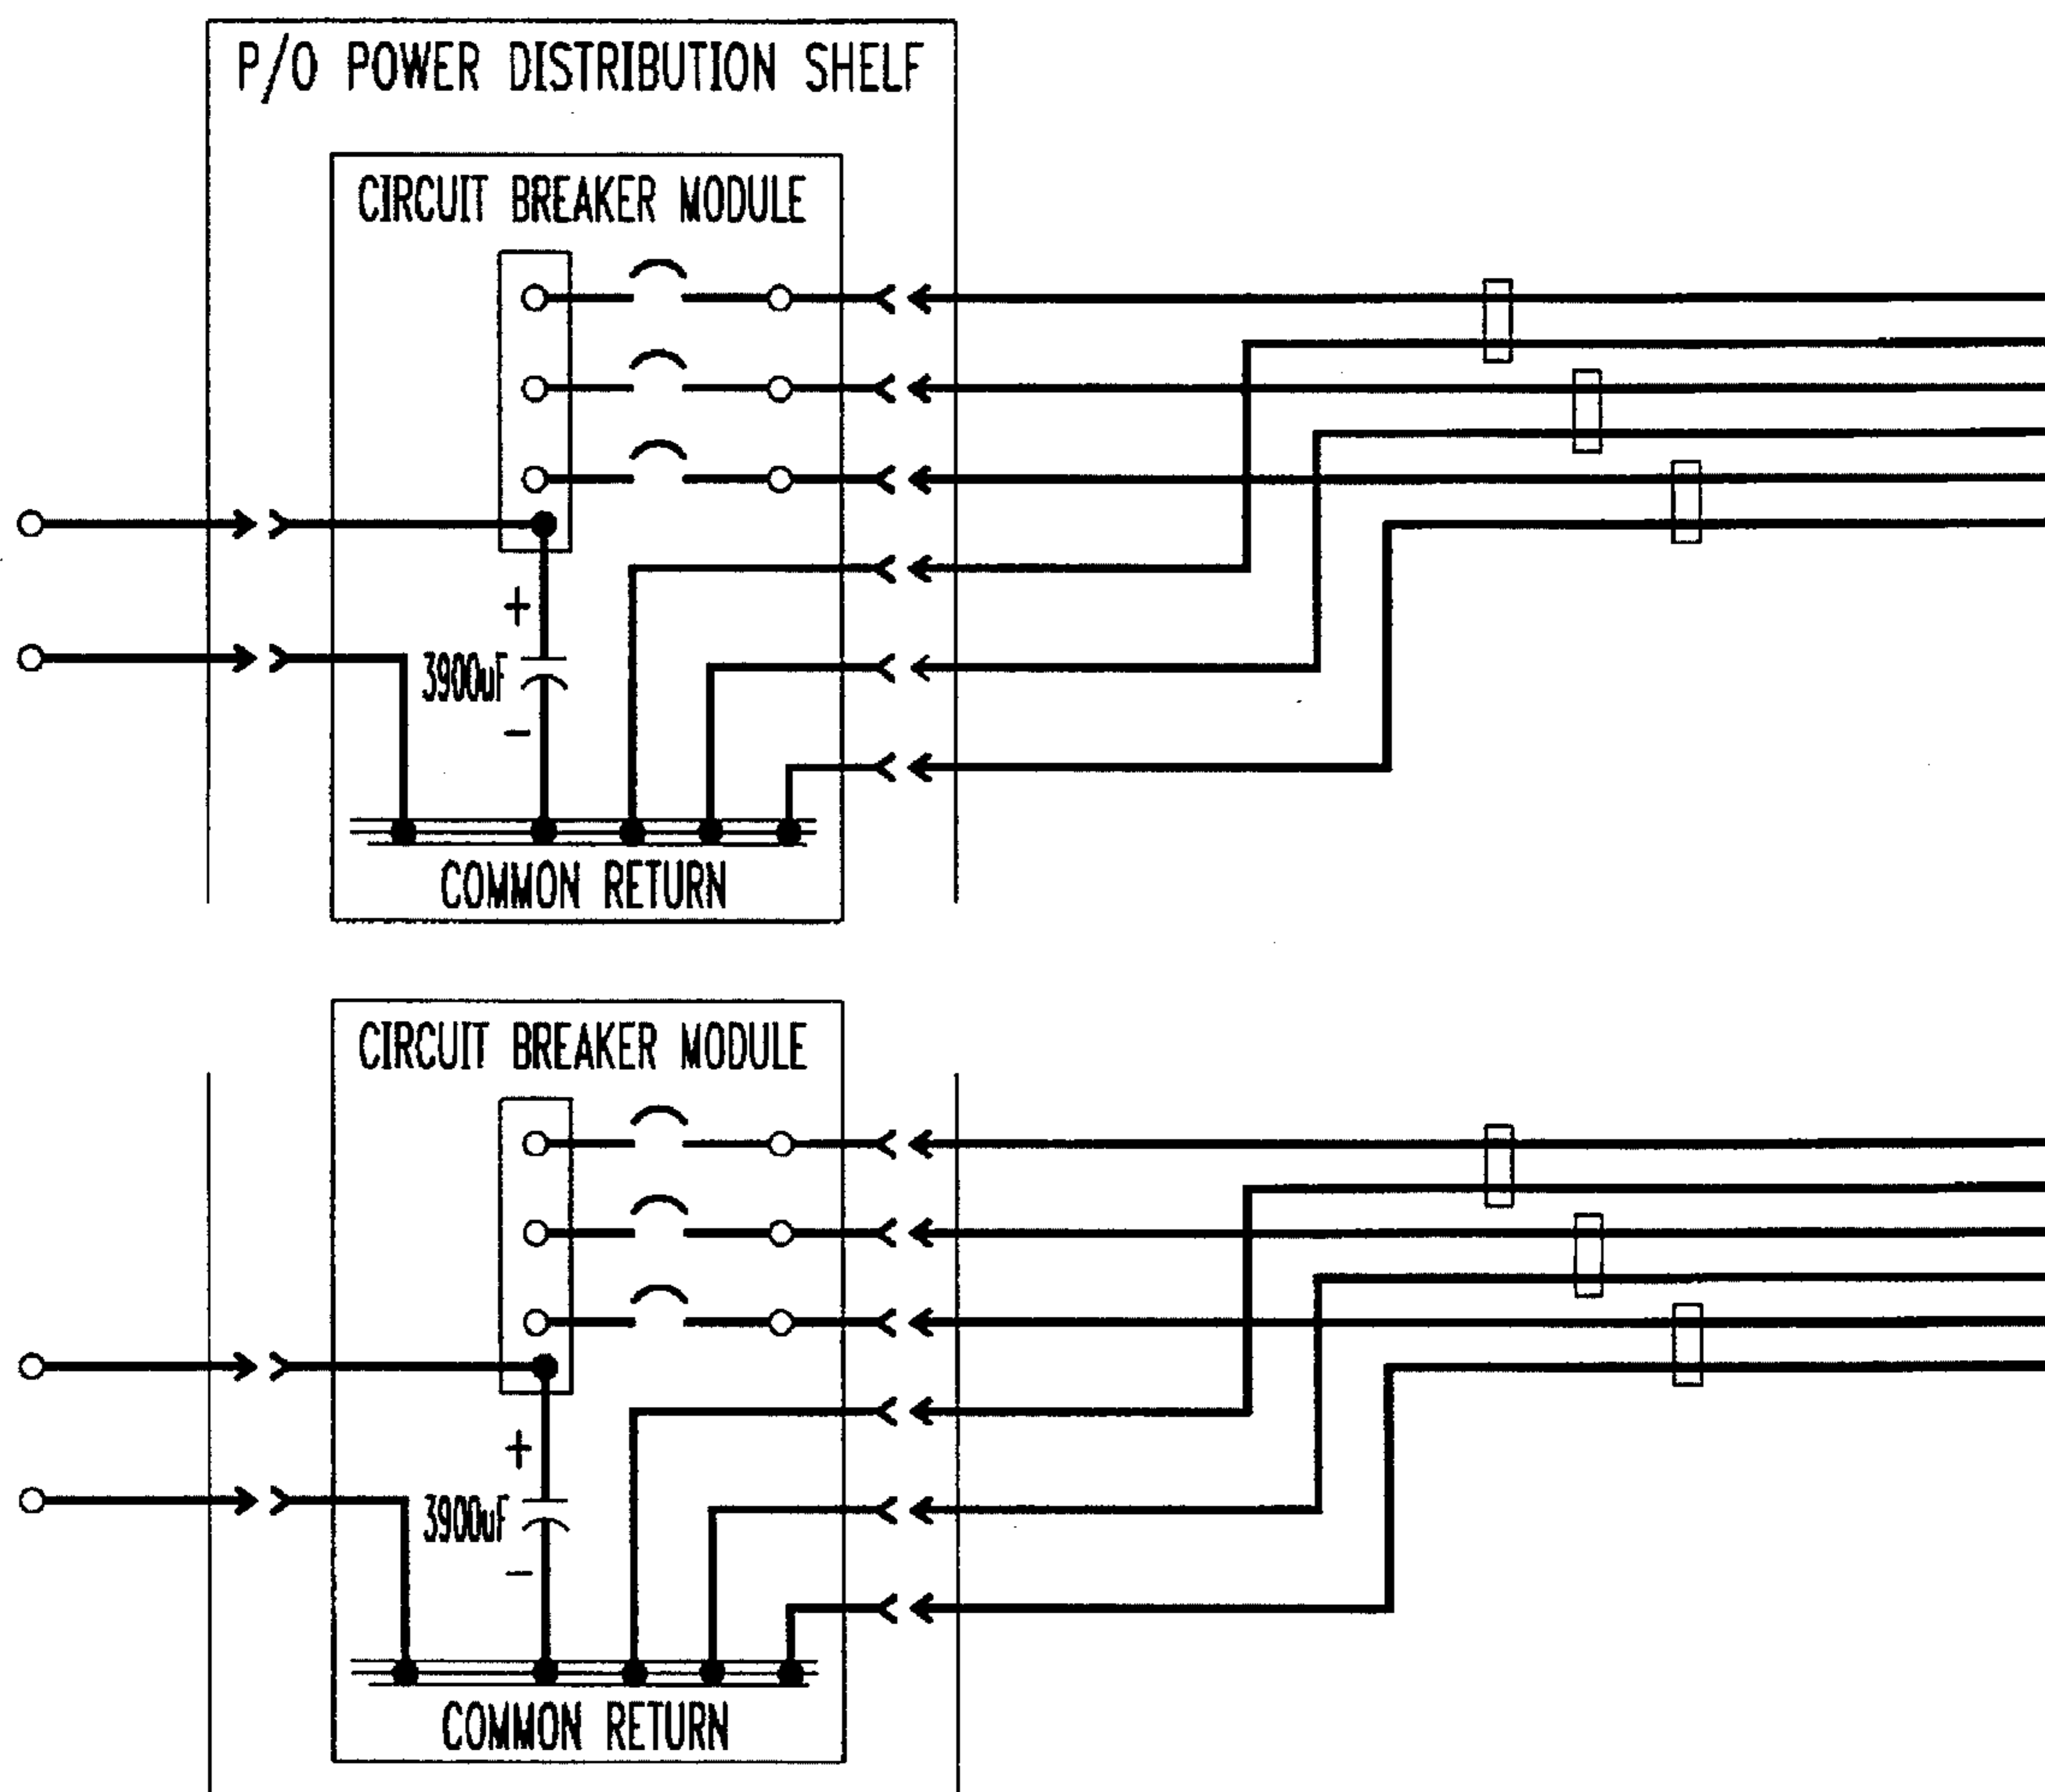 P/O POWER DISTRIBUTION SHELF
CIRCUIT BREAKER MODULE
+
3900uF
-
COMMON RETURN
CIRCUIT BREAKER MODULE
+
3900uF
-
COMMON RETURN